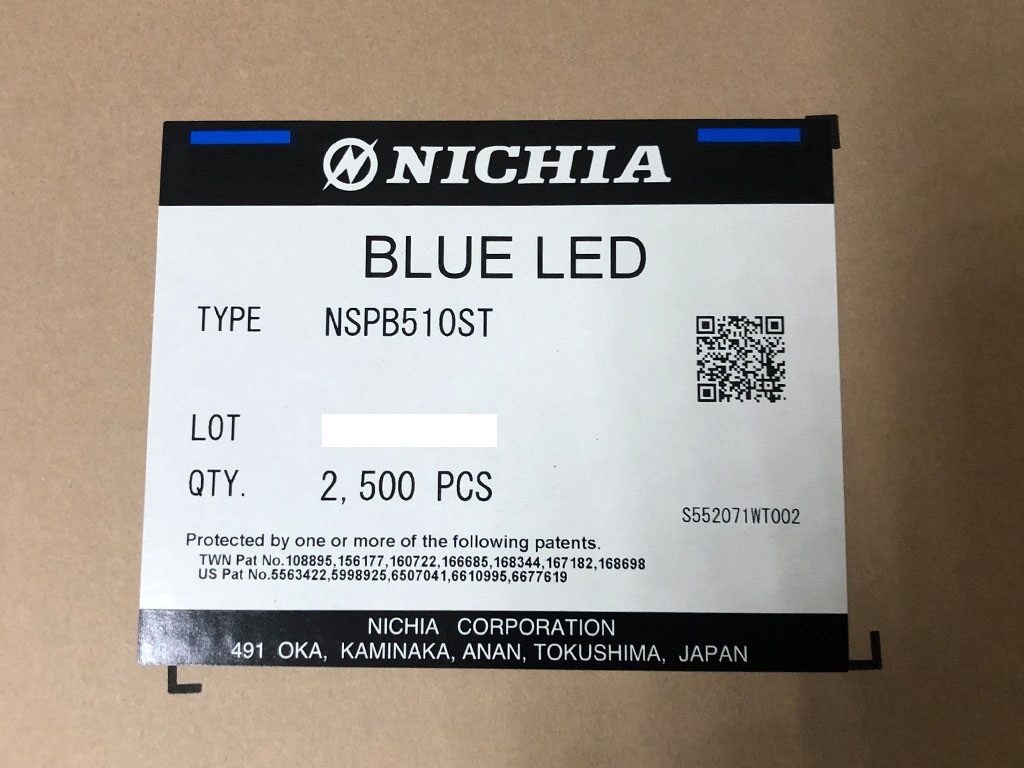 NICHIA
BLUE LED
TYPE NSPB510ST
LOT
QTY. 2,500 PCS
S552071WT002
Protected by one or more of the following patents.
TWN Pat No.108895,156177,160722,166685,168344,167182,168698
US Pat No.5563422,5998925,6507041,6610995,6677619
NICHIA CORPORATION
491 OKA, KAMINAKA, ANAN, TOKUSHIMA, JAPAN